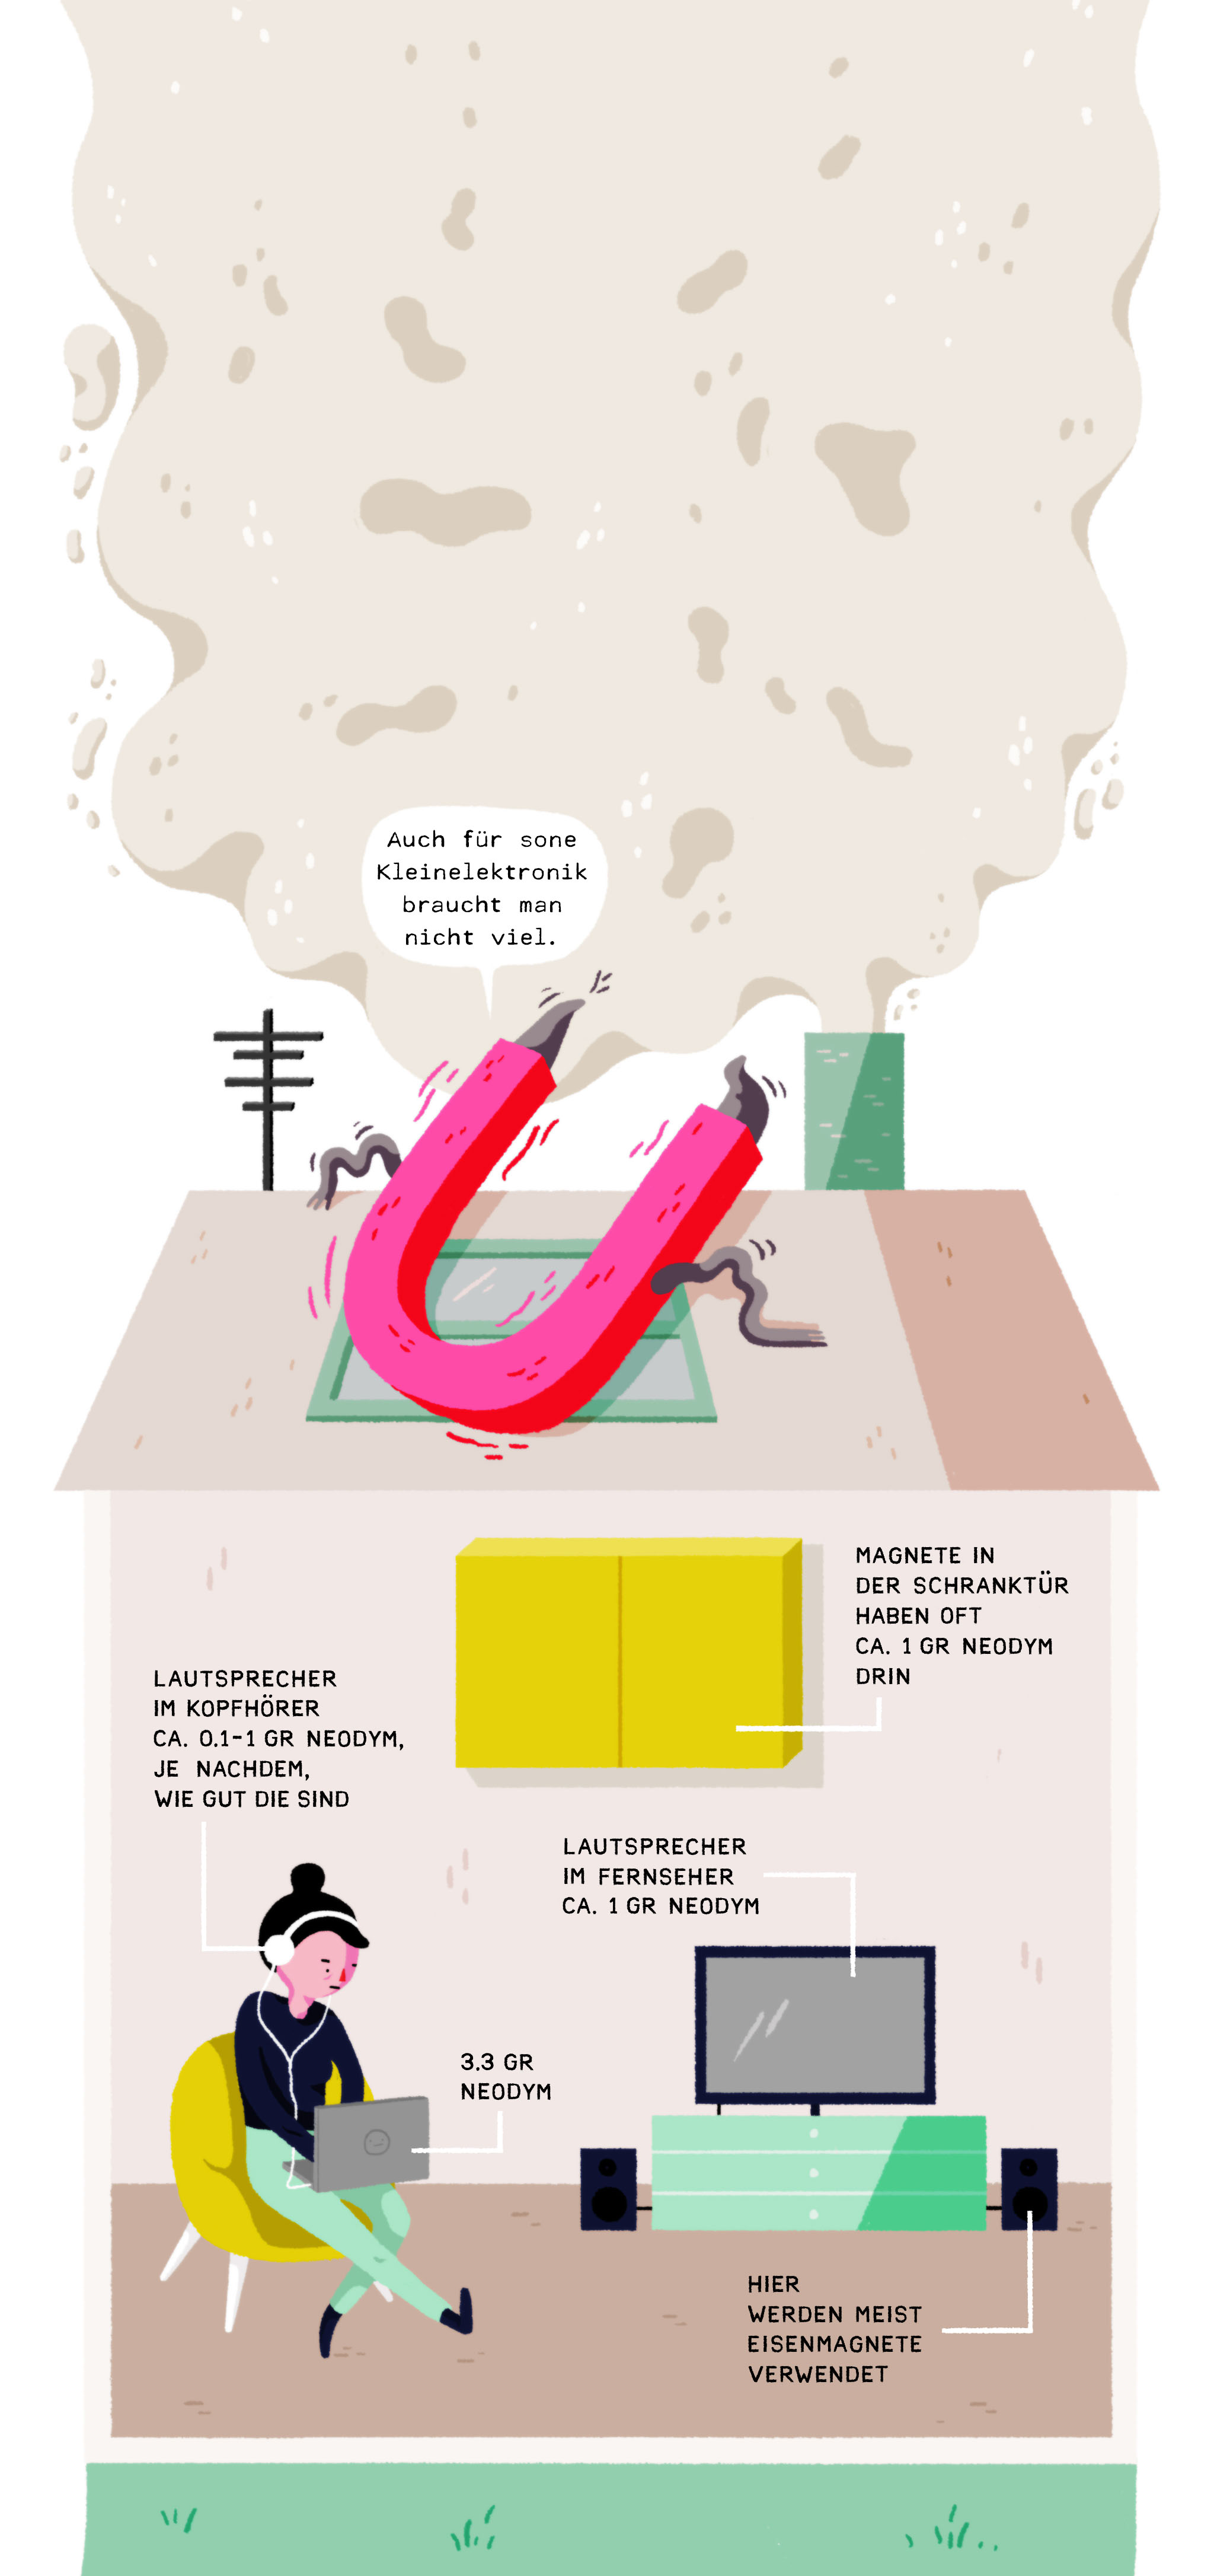 Auch für sone
Kleinelektronik
braucht man
nicht viel.
MAGNETE IN
DER SCHRANKTÜR
HABEN OFT
CA. 1 GR NEODYM
DRIN
LAUTSPRECHER
IM KOPFHÖRER
CA. 0.1-1 GR NEODYM,
JE NACHDEM,
WIE GUT DIE SIND
LAUTSPRECHER
IM FERNSEHER
CA. 1 GR NEODYM
3.3 GR
NEODYM
HIER
WERDEN MEIST
EISENMAGNETE
VERWENDET